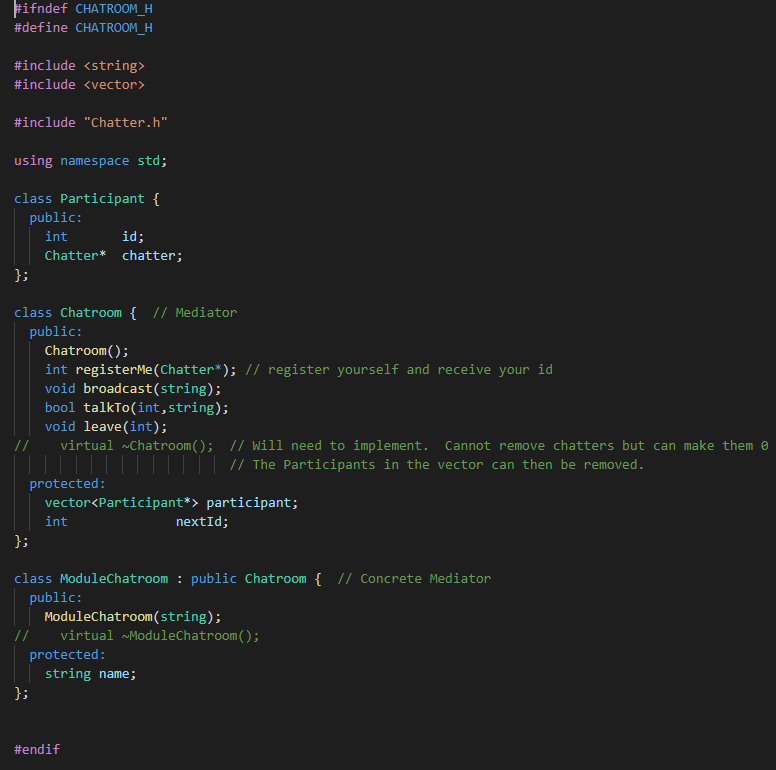 #ifndef CHATROOM_H
#define CHATROOM_H
#include <string>
#include <vector>
#include "Chatter.h"
using namespace std;
class Participant {
  public:
    int       id;
    Chatter*  chatter;
};
class Chatroom {  // Mediator
  public:
    Chatroom();
    int registerMe(Chatter*); // register yourself and receive your id
    void broadcast(string);
    bool talkTo(int,string);
    void leave(int);
//    virtual ~Chatroom();  // Will need to implement.  Cannot remove chatters but can make them 0
                            // The Participants in the vector can then be removed.
  protected:
    vector<Participant*> participant;
    int              nextId;
};
class ModuleChatroom : public Chatroom {  // Concrete Mediator
  public:
    ModuleChatroom(string);
//    virtual ~ModuleChatroom();
  protected:
    string name;
};
#endif